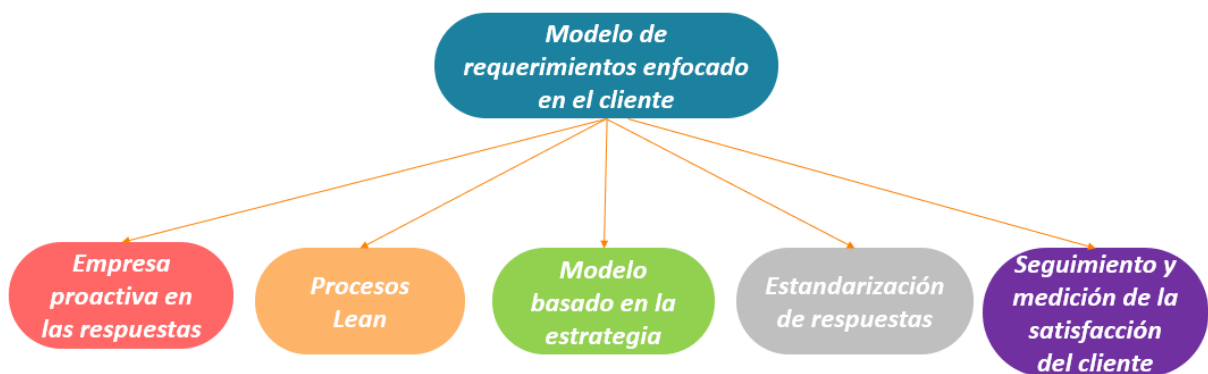 Modelo de
requerimientos enfocado
en el cliente
Empresa
proactiva en
las respuestas
Procesos
Lean
Modelo
basado en la
estrategia
Estandarización
de respuestas
Seguimiento y
medición de la
satisfacción
del cliente